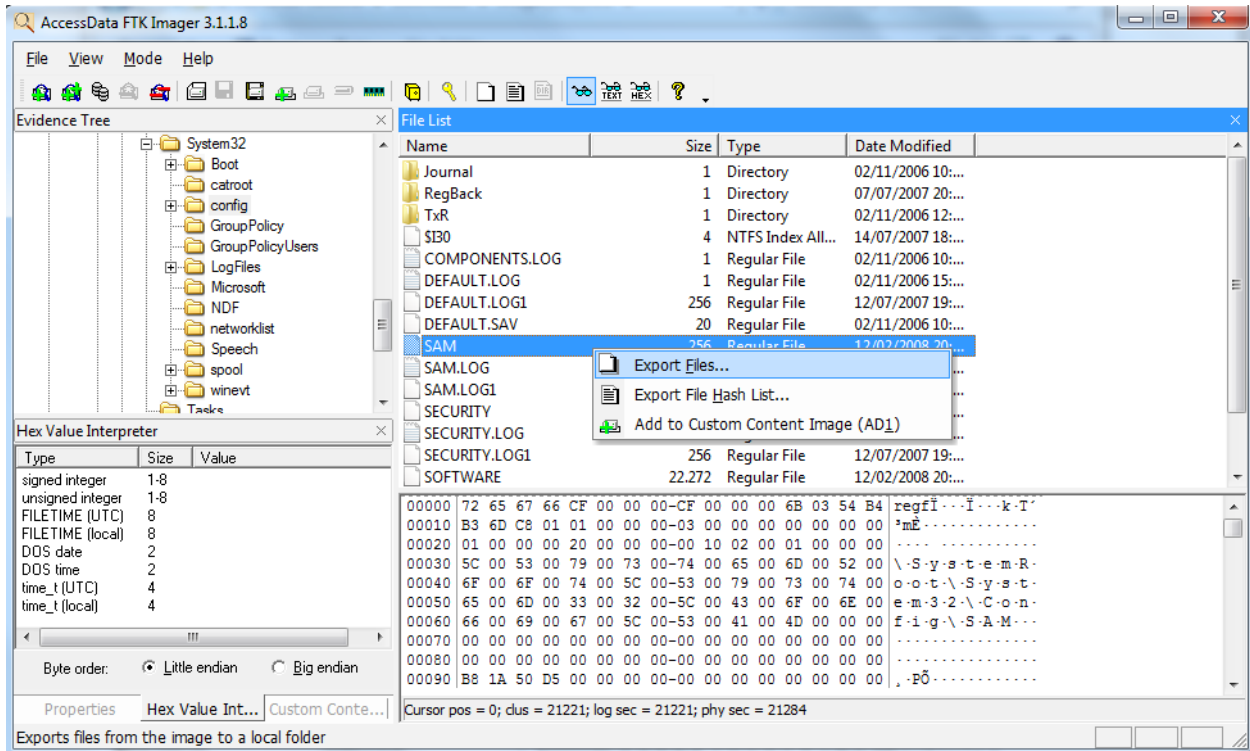 AccessData FTK Imager 3.1.1.8
File View Mode Help
TEXT HEX
Evidence Tree
System32
Boot
catroot
config
GroupPolicy
GroupPolicyUsers
LogFiles
Microsoft
NDF
networklist
Speech
spool
winevt
Tasks
Hex Value Interpreter
Type Size Value
signed integer 1-8
unsigned integer 1-8
FILETIME (UTC) 8
FILETIME (local) 8
DOS date 2
DOS time 2
time_t (UTC) 4
time_t (local) 4
Byte order: Little endian Big endian
Properties Hex Value Int... Custom Conte...
File List
Name Size Type Date Modified
Journal 1 Directory 02/11/2006 10:...
RegBack 1 Directory 07/07/2007 20:...
TxR 1 Directory 02/11/2006 12:...
$I30 4 NTFS Index All... 14/07/2007 18:...
COMPONENTS.LOG 1 Regular File 02/11/2006 10:...
DEFAULT.LOG 1 Regular File 02/11/2006 15:...
DEFAULT.LOG1 256 Regular File 12/07/2007 19:...
DEFAULT.SAV 20 Regular File 02/11/2006 10:...
SAM 256 Regular File 12/02/2008 20:...
SAM.LOG
SAM.LOG1
SECURITY
SECURITY.LOG
SECURITY.LOG1 256 Regular File 12/07/2007 19:...
SOFTWARE 22.272 Regular File 12/02/2008 20:...
Export Files...
Export File Hash List...
Add to Custom Content Image (AD1)
00000 72 65 67 66 CF 00 00 00-CF 00 00 00 6B 03 54 B4 regfÏ···Ï···k·T´
00010 B3 6D C8 01 01 00 00 00-03 00 00 00 00 00 00 00 ³mÈ·············
00020 01 00 00 00 20 00 00 00-00 10 02 00 01 00 00 00 ···· ···········
00030 5C 00 53 00 79 00 73 00-74 00 65 00 6D 00 52 00 \·S·y·s·t·e·m·R·
00040 6F 00 6F 00 74 00 5C 00-53 00 79 00 73 00 74 00 o·o·t·\·S·y·s·t·
00050 65 00 6D 00 33 00 32 00-5C 00 43 00 6F 00 6E 00 e·m·3·2·\·C·o·n·
00060 66 00 69 00 67 00 5C 00-53 00 41 00 4D 00 00 00 f·i·g·\·S·A·M···
00070 00 00 00 00 00 00 00 00-00 00 00 00 00 00 00 00 ················
00080 00 00 00 00 00 00 00 00-00 00 00 00 00 00 00 00 ················
00090 B8 1A 50 D5 00 00 00 00-00 00 00 00 00 00 00 00 ¸·PÕ············
Cursor pos = 0; clus = 21221; log sec = 21221; phy sec = 21284
Exports files from the image to a local folder